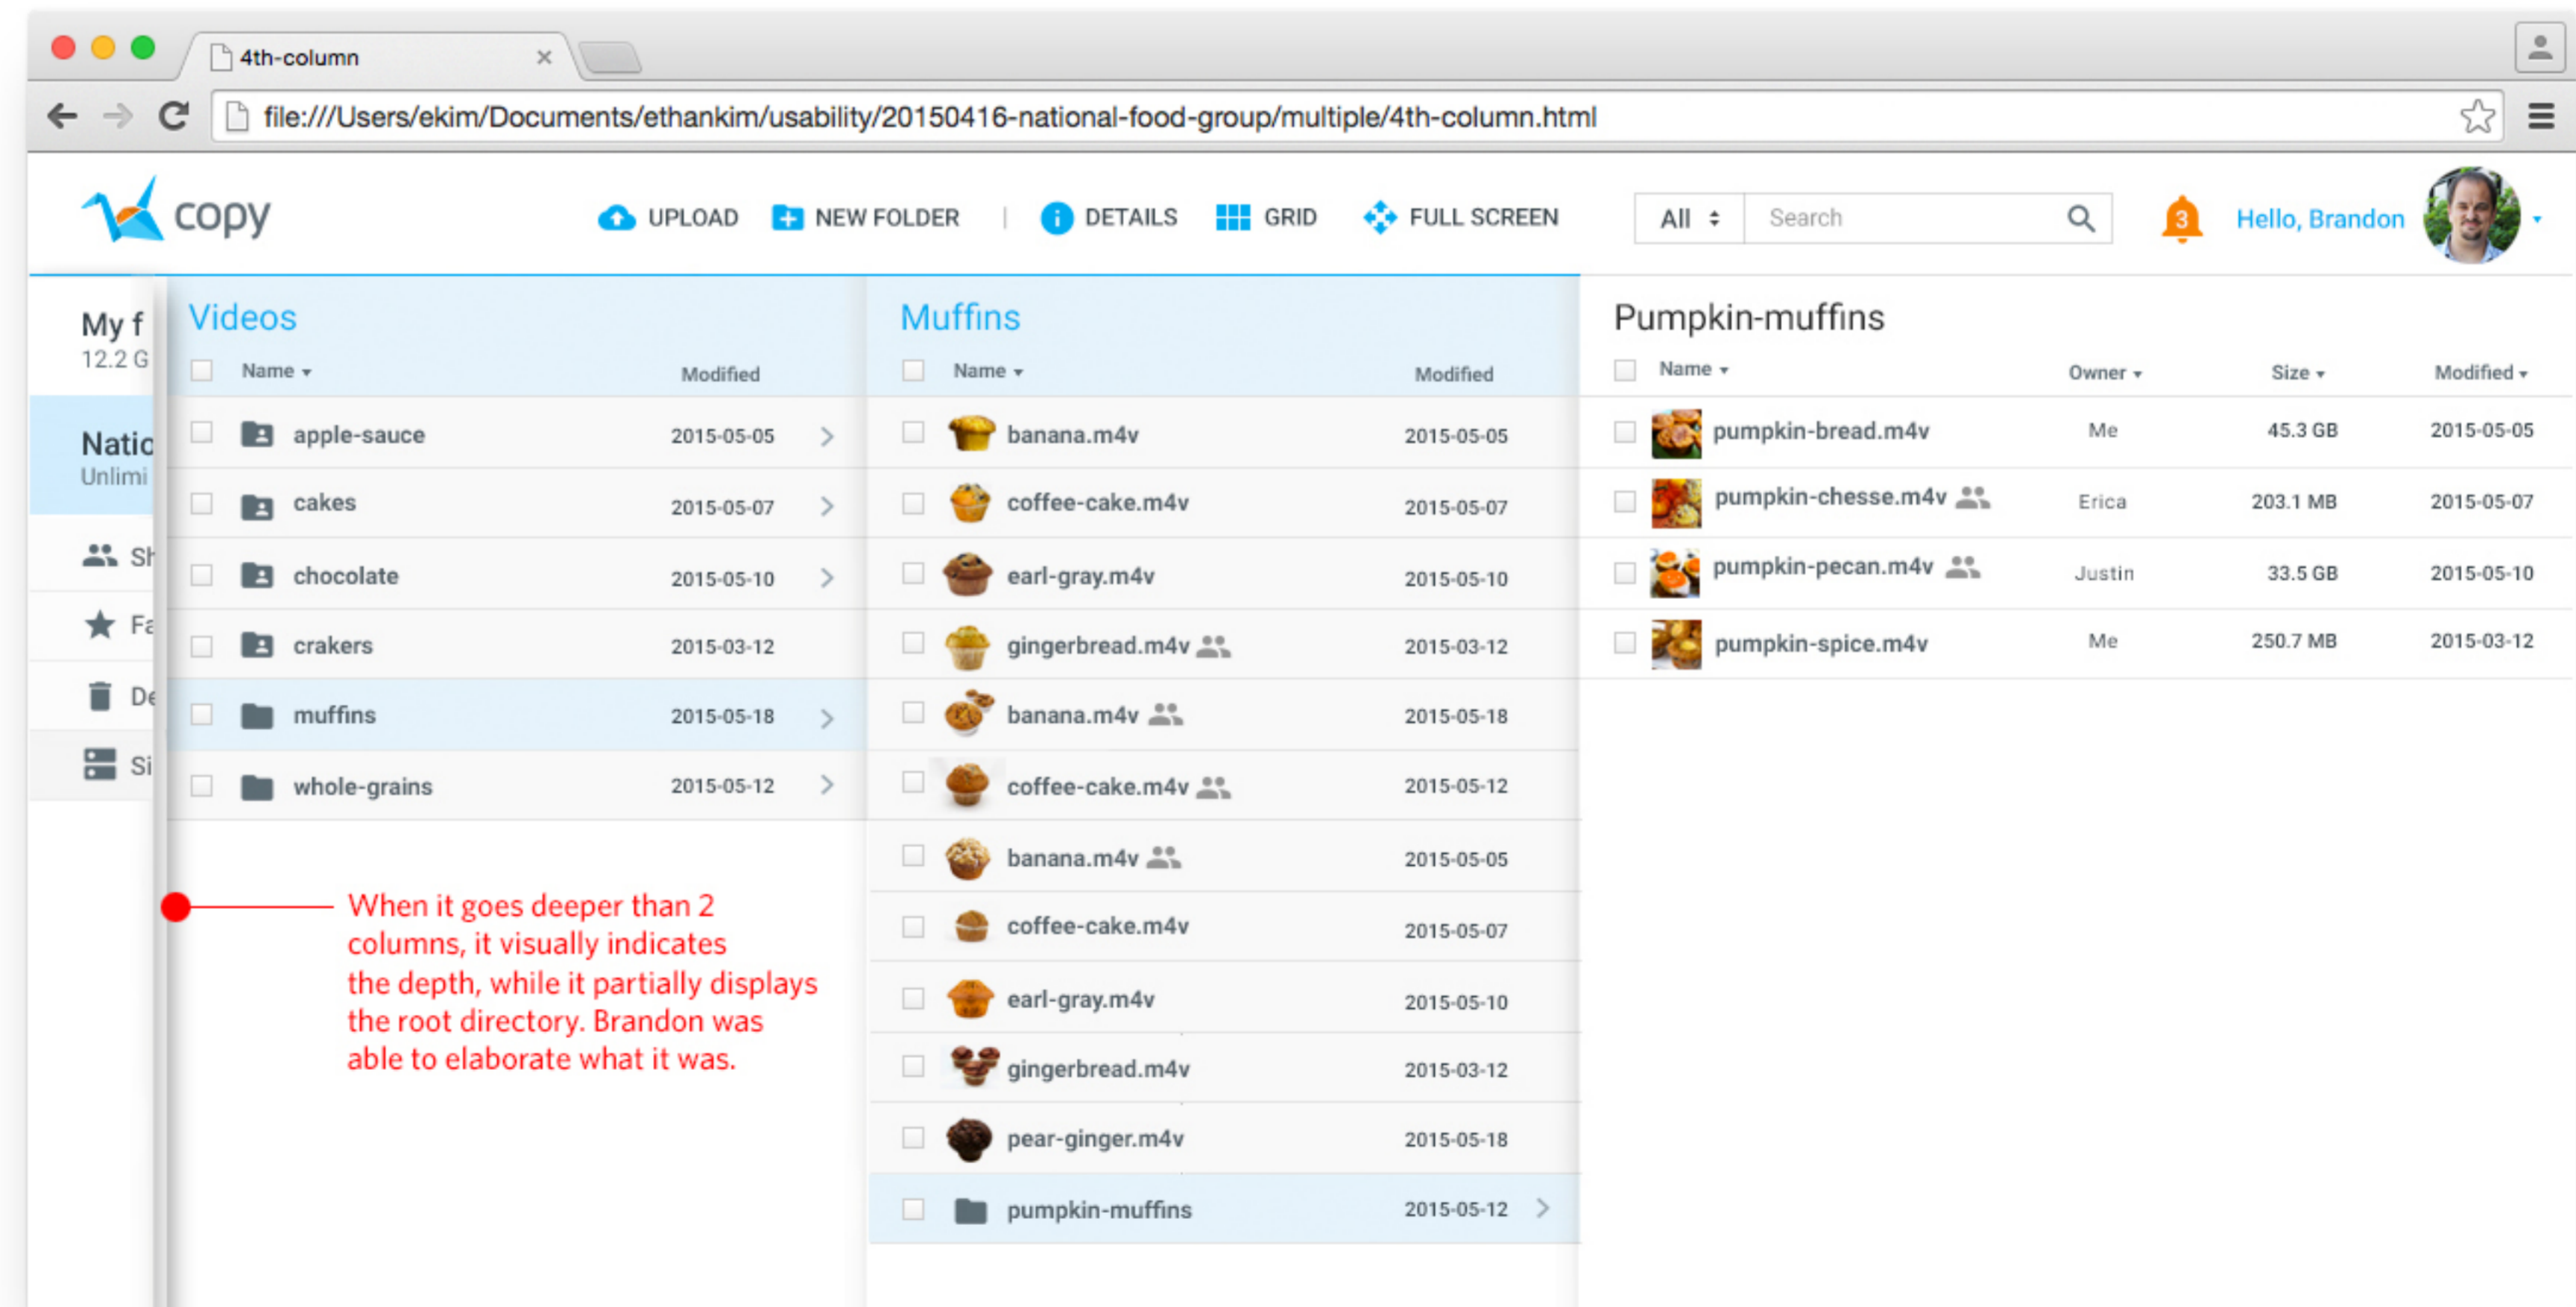 4th-column
file:///Users/ekim/Documents/ethankim/usability/20150416-national-food-group/multiple/4th-column.html
copy
UPLOAD NEW FOLDER | DETAILS GRID FULL SCREEN All Search 3 Hello, Brandon
My f
12.2 G
Natio
Unlimi
Sh
Fa
De
Si
Videos
Name Modified
apple-sauce 2015-05-05
cakes 2015-05-07
chocolate 2015-05-10
crakers 2015-03-12
muffins 2015-05-18
whole-grains 2015-05-12
When it goes deeper than 2
columns, it visually indicates
the depth, while it partially displays
the root directory. Brandon was
able to elaborate what it was.
Muffins
Name Modified
banana.m4v 2015-05-05
coffee-cake.m4v 2015-05-07
earl-gray.m4v 2015-05-10
gingerbread.m4v 2015-03-12
banana.m4v 2015-05-18
coffee-cake.m4v 2015-05-12
banana.m4v 2015-05-05
coffee-cake.m4v 2015-05-07
earl-gray.m4v 2015-05-10
gingerbread.m4v 2015-03-12
pear-ginger.m4v 2015-05-18
pumpkin-muffins 2015-05-12
Pumpkin-muffins
Name Owner Size Modified
pumpkin-bread.m4v Me 45.3 GB 2015-05-05
pumpkin-chesse.m4v Erica 203.1 MB 2015-05-07
pumpkin-pecan.m4v Justin 33.5 GB 2015-05-10
pumpkin-spice.m4v Me 250.7 MB 2015-03-12